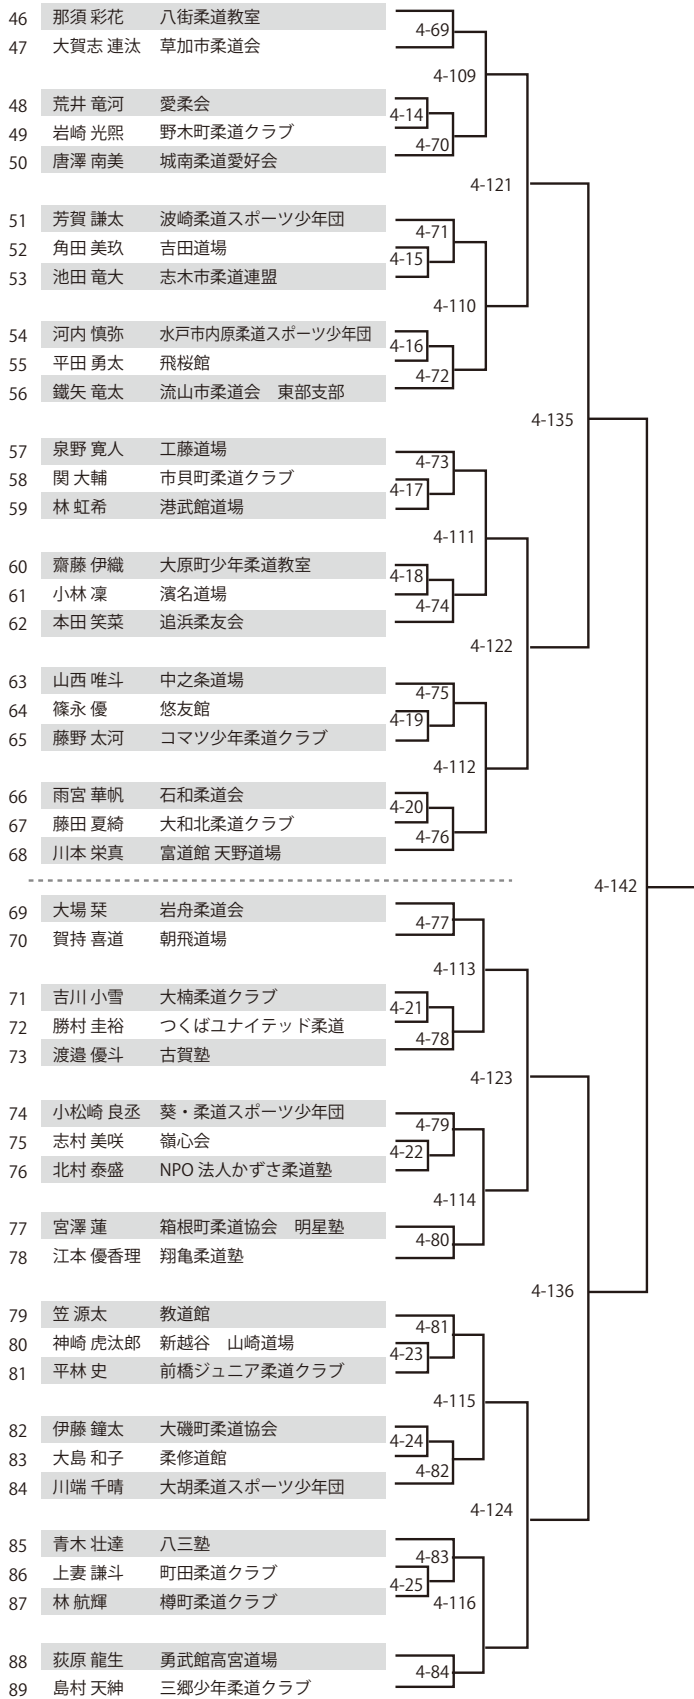 46 那須 彩花 八街柔道教室
47 大賀志 連汰 草加市柔道会
4-69
4-109
48 荒井 竜河 愛柔会
49 岩崎 光煕 野木町柔道クラブ
50 唐澤 南美 城南柔道愛好会
4-14
4-70
4-121
51 芳賀 謙太 波崎柔道スポーツ少年団
52 角田 美玖 吉田道場
53 池田 竜大 志木市柔道連盟
4-71
4-15
4-110
54 河内 慎弥 水戸市内原柔道スポーツ少年団
55 平田 勇太 飛桜館
56 鐵矢 竜太 流山市柔道会 東部支部
4-16
4-72
4-135
57 泉野 寛人 工藤道場
58 関 大輔 市貝町柔道クラブ
59 林 虹希 港武館道場
4-73
4-17
4-111
60 齋藤 伊織 大原町少年柔道教室
61 小林 凜 濱名道場
62 本田 笑菜 追浜柔友会
4-18
4-74
4-122
63 山西 唯斗 中之条道場
64 篠永 優 悠友館
65 藤野 太河 コマツ少年柔道クラブ
4-75
4-19
4-112
66 雨宮 華帆 石和柔道会
67 藤田 夏綺 大和北柔道クラブ
68 川本 栄真 富道館 天野道場
4-20
4-76
4-142
69 大場 栞 岩舟柔道会
70 賀持 喜道 朝飛道場
4-77
4-113
71 吉川 小雪 大楠柔道クラブ
72 勝村 圭裕 つくばユナイテッド柔道
73 渡邉 優斗 古賀塾
4-21
4-78
4-123
74 小松崎 良丞 葵・柔道スポーツ少年団
75 志村 美咲 嶺心会
76 北村 泰盛 NPO 法人かずさ柔道塾
4-79
4-22
4-114
77 宮澤 蓮 箱根町柔道協会 明星塾
78 江本 優香理 翔亀柔道塾
4-80
4-136
79 笠 源太 教道館
80 神崎 虎汰郎 新越谷 山崎道場
81 平林 史 前橋ジュニア柔道クラブ
4-81
4-23
4-115
82 伊藤 鐘太 大磯町柔道協会
83 大島 和子 柔修道館
84 川端 千晴 大胡柔道スポーツ少年団
4-24
4-82
4-124
85 青木 壮達 八三塾
86 上妻 謙斗 町田柔道クラブ
87 林 航輝 樽町柔道クラブ
4-83
4-25
4-116
88 荻原 龍生 勇武館高宮道場
89 島村 天紳 三郷少年柔道クラブ
4-84